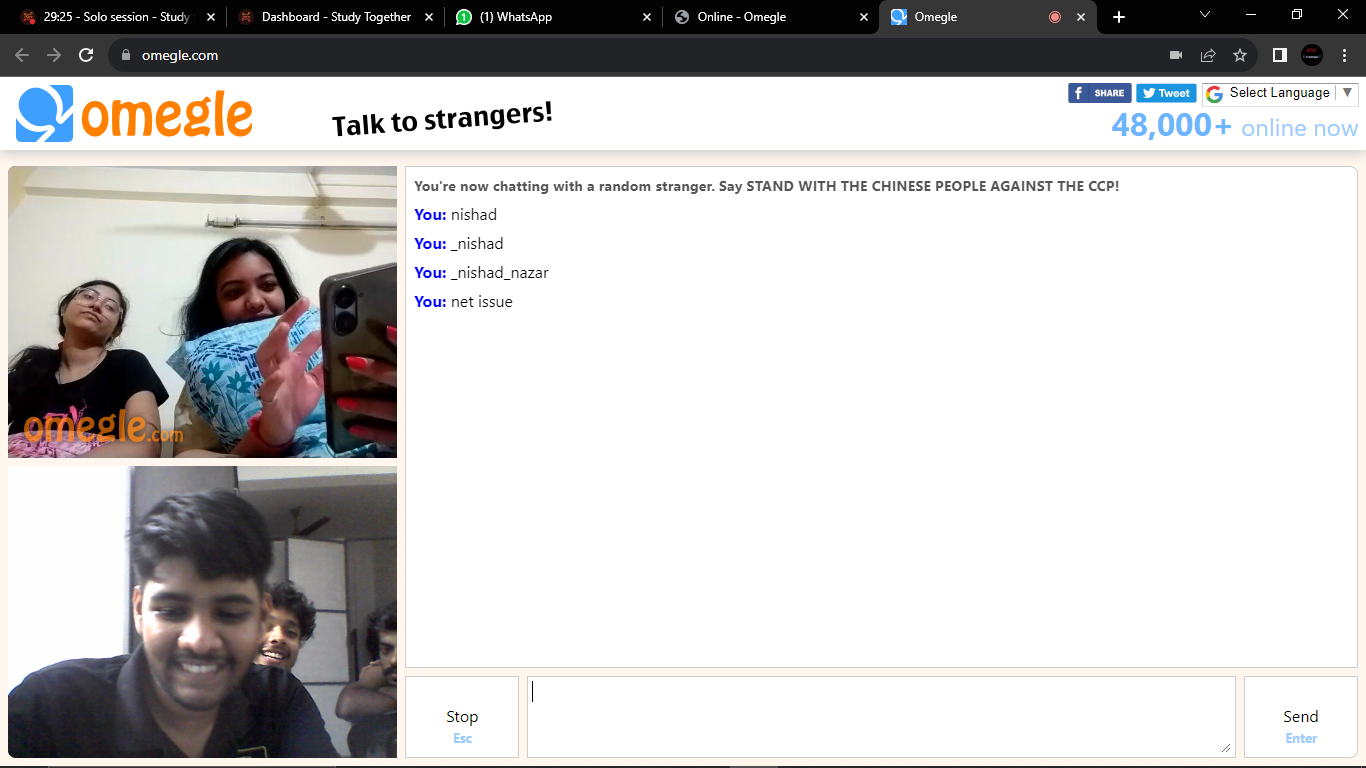 29:25 - Solo session - Study
Dashboard - Study Together
(1) WhatsApp
Online - Omegle
Omegle
omegle.com
omegle
Talk to strangers!
SHARE
Tweet
Select Language
48,000+ online now
You're now chatting with a random stranger. Say STAND WITH THE CHINESE PEOPLE AGAINST THE CCP!
You: nishad
You: _nishad
You: _nishad_nazar
You: net issue
omegle.com
Stop
Esc
Send
Enter